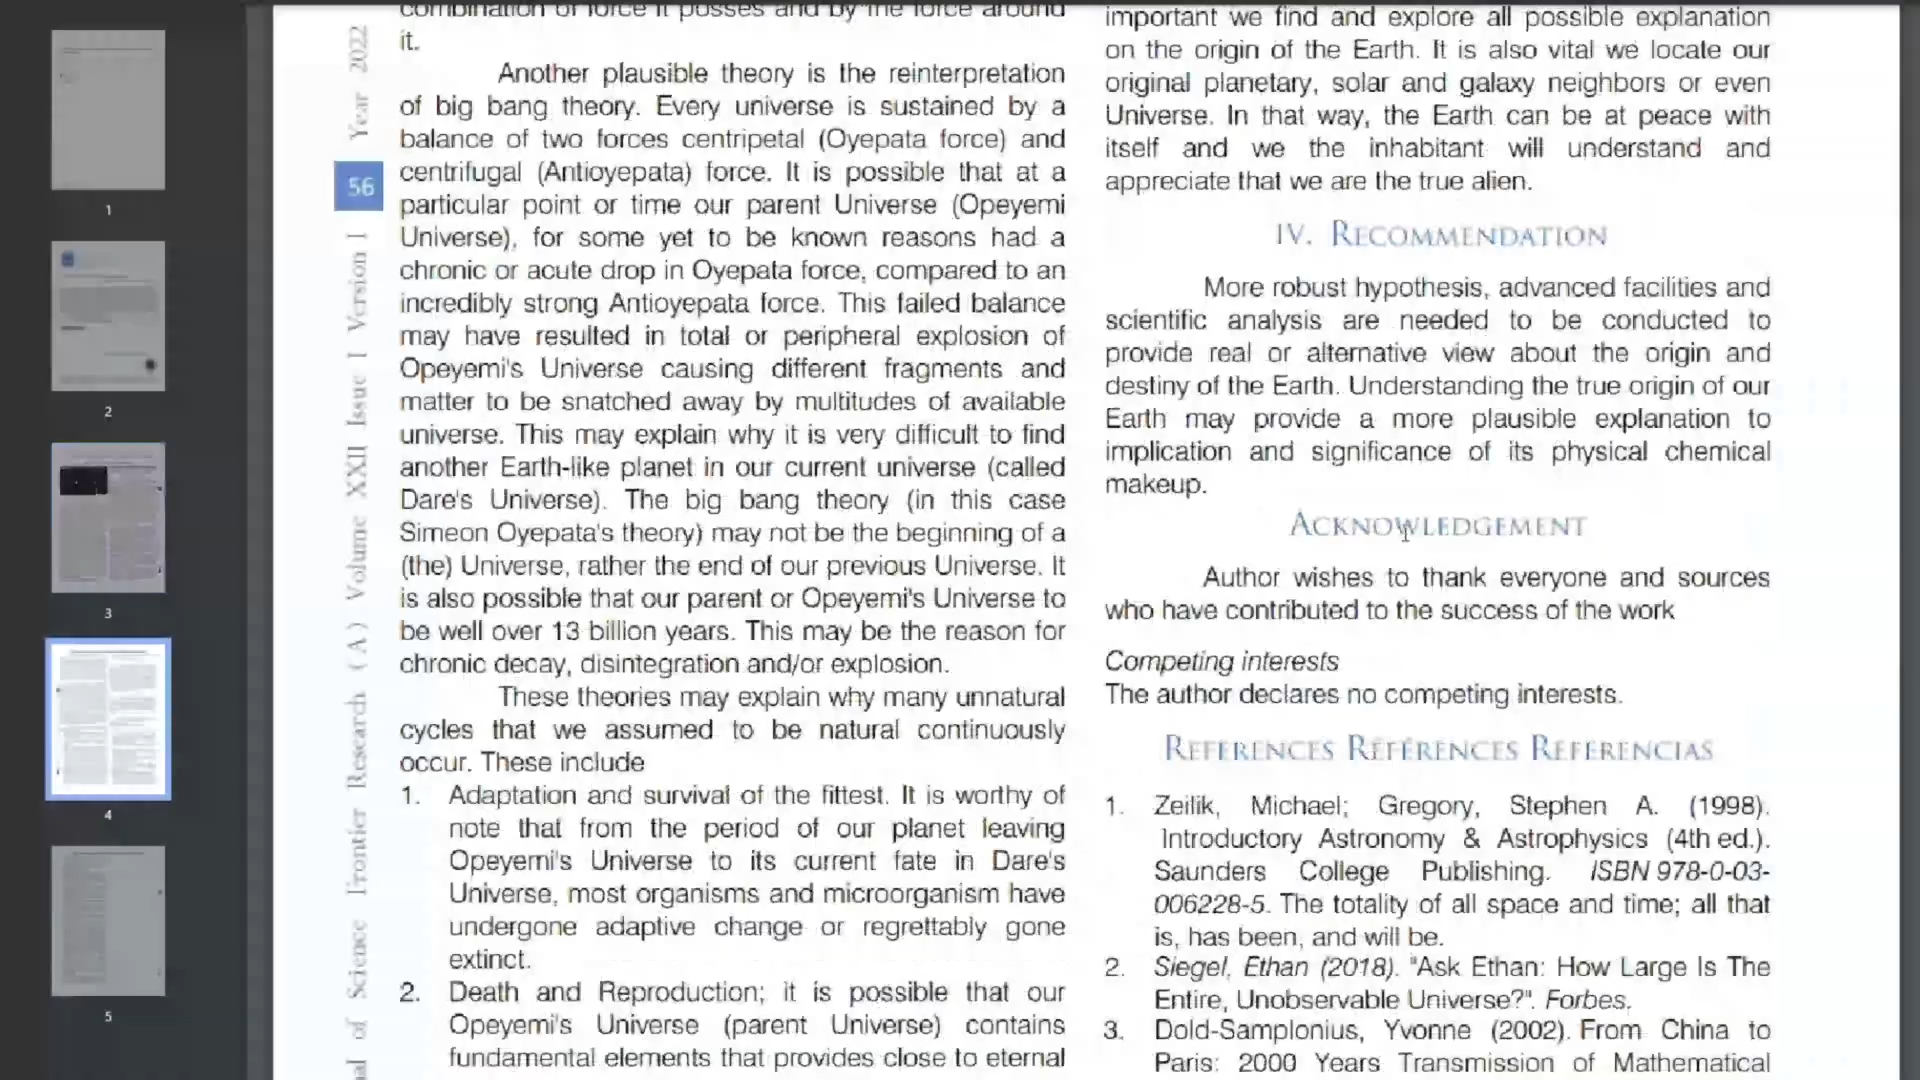 1
2
3
4
5
Year 2022
56
Volume XXII Issue I Version I
( A )
Science Frontier Research
of
combination of force it posses and by the force around
it.
Another plausible theory is the reinterpretation
of big bang theory. Every universe is sustained by a
balance of two forces centripetal (Oyepata force) and
centrifugal (Antioyepata) force. It is possible that at a
particular point or time our parent Universe (Opeyemi
Universe), for some yet to be known reasons had a
chronic or acute drop in Oyepata force, compared to an
incredibly strong Antioyepata force. This failed balance
may have resulted in total or peripheral explosion of
Opeyemi's Universe causing different fragments and
matter to be snatched away by multitudes of available
universe. This may explain why it is very difficult to find
another Earth-like planet in our current universe (called
Dare's Universe). The big bang theory (in this case
Simeon Oyepata's theory) may not be the beginning of a
(the) Universe, rather the end of our previous Universe. It
is also possible that our parent or Opeyemi's Universe to
be well over 13 billion years. This may be the reason for
chronic decay, disintegration and/or explosion.
These theories may explain why many unnatural
cycles that we assumed to be natural continuously
occur. These include
1. Adaptation and survival of the fittest. It is worthy of
note that from the period of our planet leaving
Opeyemi's Universe to its current fate in Dare's
Universe, most organisms and microorganism have
undergone adaptive change or regrettably gone
extinct.
2. Death and Reproduction; it is possible that our
Opeyemi's Universe (parent Universe) contains
fundamental elements that provides close to eternal
important we find and explore all possible explanation
on the origin of the Earth. It is also vital we locate our
original planetary, solar and galaxy neighbors or even
Universe. In that way, the Earth can be at peace with
itself and we the inhabitant will understand and
appreciate that we are the true alien.
IV. RECOMMENDATION
More robust hypothesis, advanced facilities and
scientific analysis are needed to be conducted to
provide real or alternative view about the origin and
destiny of the Earth. Understanding the true origin of our
Earth may provide a more plausible explanation to
implication and significance of its physical chemical
makeup.
ACKNOWLEDGEMENT
Author wishes to thank everyone and sources
who have contributed to the success of the work
Competing interests
The author declares no competing interests.
REFERENCES RÉFÉRENCES REFERENCIAS
1. Zeilik, Michael; Gregory, Stephen A. (1998).
Introductory Astronomy & Astrophysics (4th ed.).
Saunders College Publishing. ISBN 978-0-03-
006228-5. The totality of all space and time; all that
is, has been, and will be.
2. Siegel, Ethan (2018). "Ask Ethan: How Large Is The
Entire, Unobservable Universe?". Forbes.
3. Dold-Samplonius, Yvonne (2002). From China to
Paris: 2000 Years Transmission of Mathematical